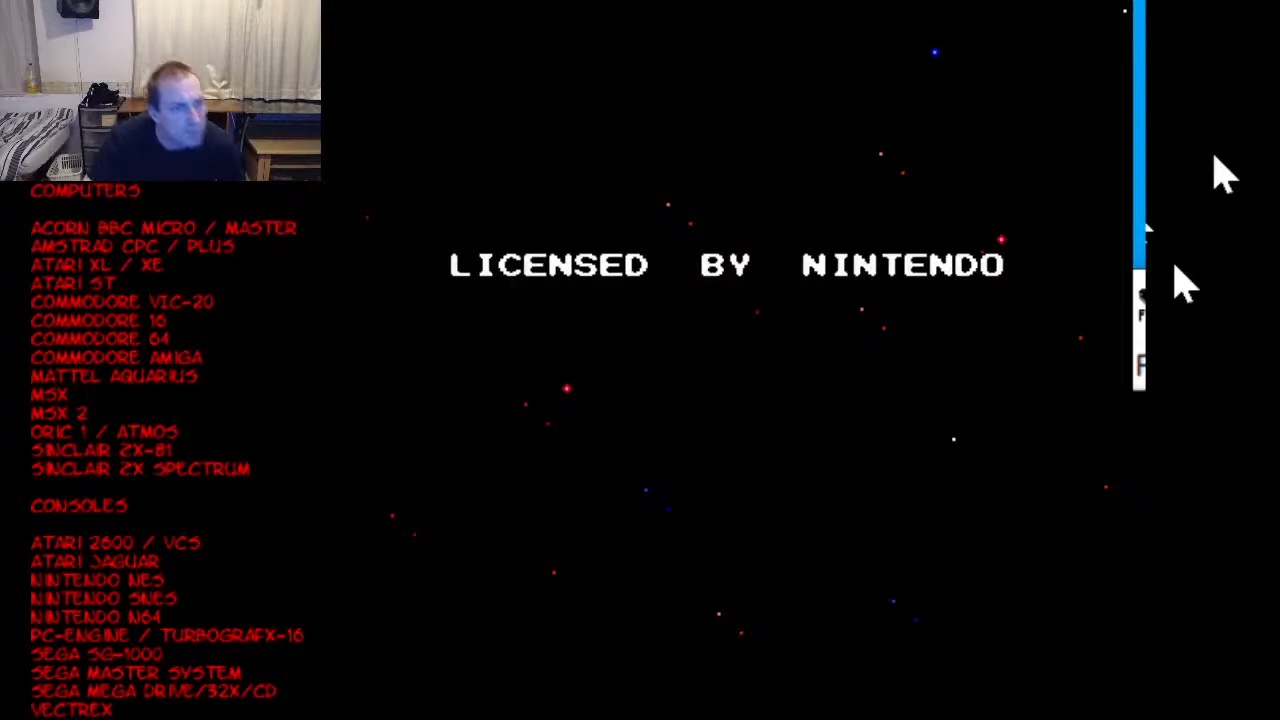 COMPUTERS
ACORN BBC MICRO / MASTER
AMSTRAD CPC / PLUS
ATARI XL / XE
ATARI ST
COMMODORE VIC-20
COMMODORE 16
COMMODORE 64
COMMODORE AMIGA
MATTEL AQUARIUS
MSX
MSX 2
ORIC 1 / ATMOS
SINCLAIR ZX-81
SINCLAIR ZX SPECTRUM
CONSOLES
ATARI 2600 / VCS
ATARI JAGUAR
NINTENDO NES
NINTENDO SNES
NINTENDO N64
PC-ENGINE / TURBOGRAFX-16
SEGA SG-1000
SEGA MASTER SYSTEM
SEGA MEGA DRIVE/32X/CD
VECTREX
LICENSED BY NINTENDO